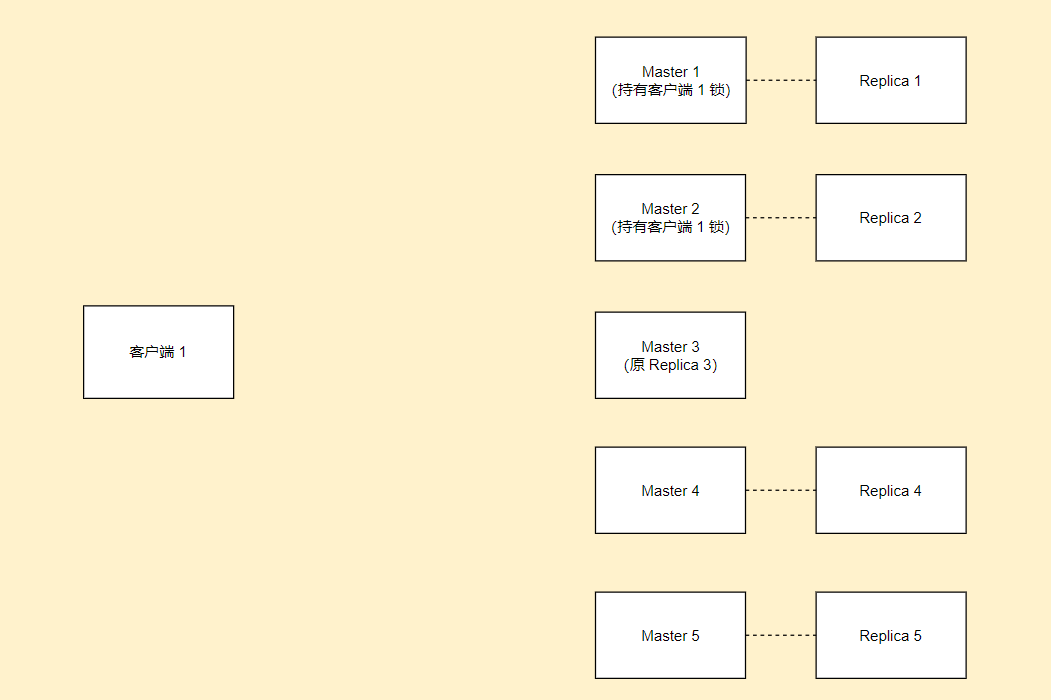 Master 1
(持有客户端 1 锁)
Replica 1
Master 2
(持有客户端 1 锁)
Replica 2
客户端 1
Master 3
(原 Replica 3)
Master 4
Replica 4
Master 5
Replica 5